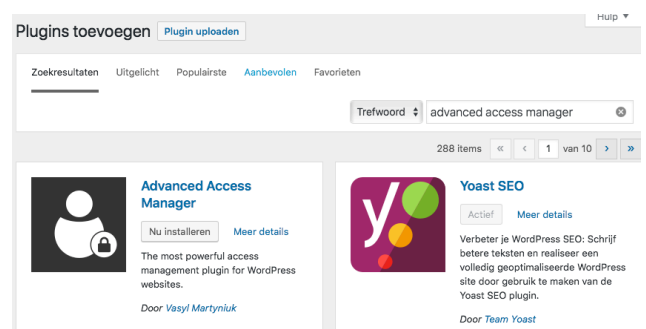 Hulp ▼
Plugins toevoegen Plugin uploaden
Zoekresultaten Uitgelicht Populairste Aanbevolen Favorieten
Trefwoord advanced access manager
288 items « ‹ 1 van 10 › »
Advanced Access
Manager
Nu installeren Meer details
The most powerful access
management plugin for WordPress
websites.
Door Vasyl Martyniuk
Yoast SEO
Actief Meer details
Verbeter je WordPress SEO: Schrijf
betere teksten en realiseer een
volledig geoptimaliseerde WordPress
site door gebruik te maken van de
Yoast SEO plugin.
Door Team Yoast